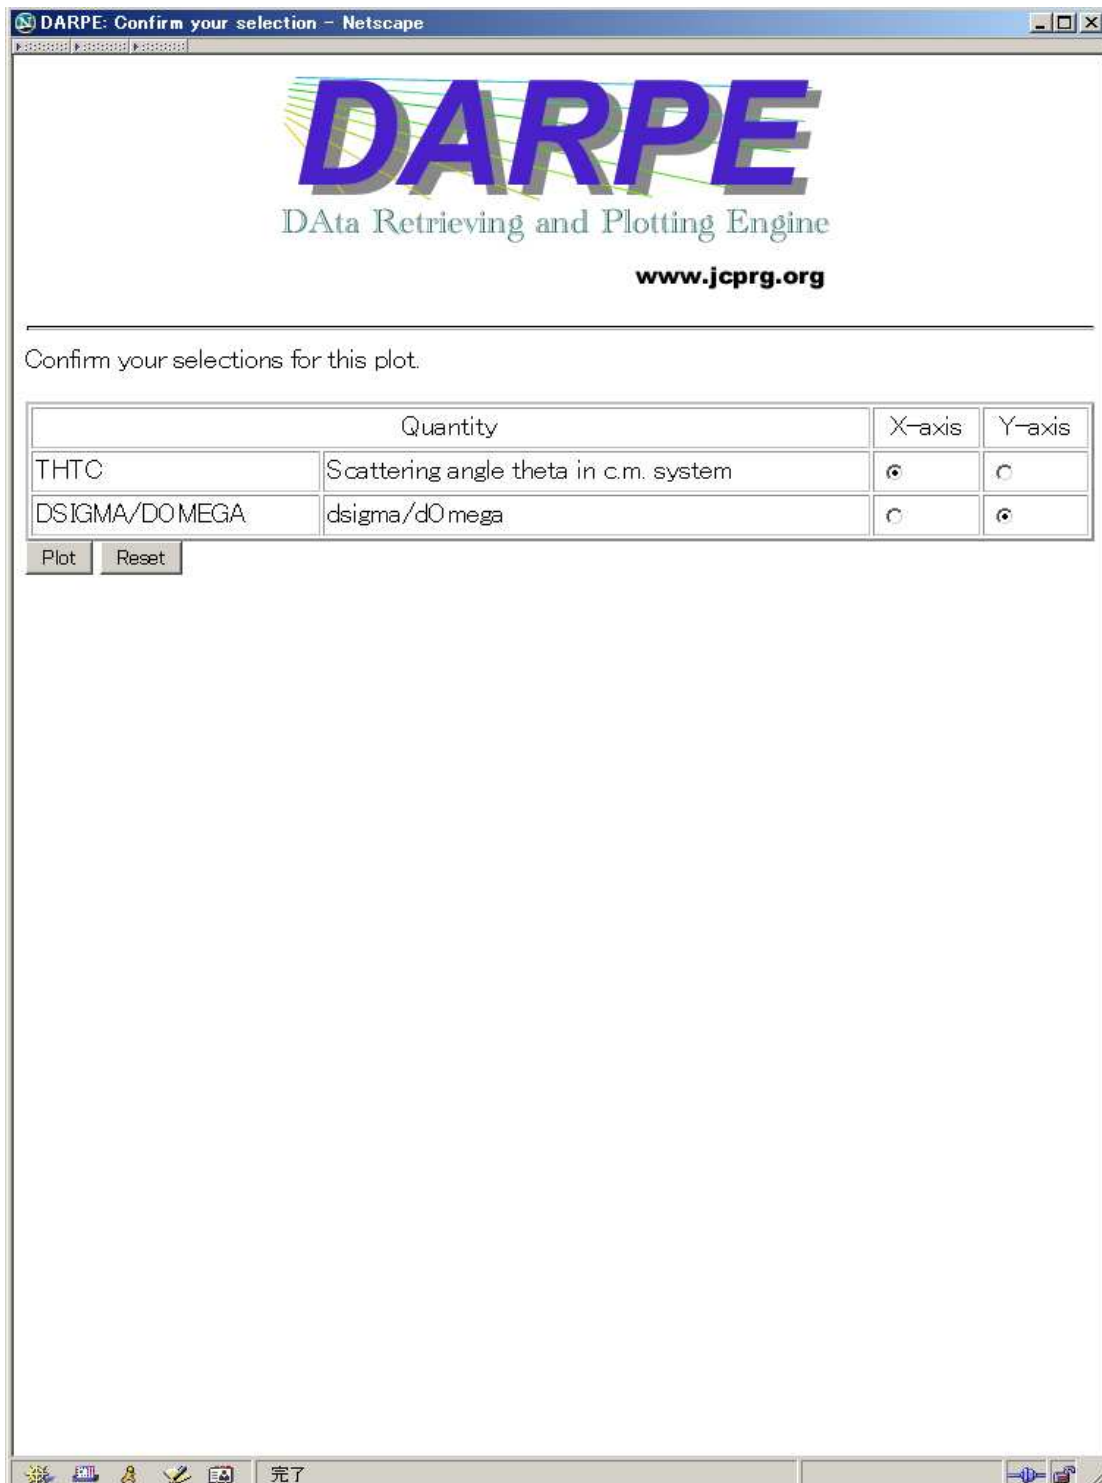 DARPE: Confirm your selection - Netscape
DARPE
DAta Retrieving and Plotting Engine
www.jcprg.org
Confirm your selections for this plot.
Quantity X-axis Y-axis
THTC Scattering angle theta in c.m. system
DSIGMA/DOMEGA dsigma/dOmega
Plot Reset
完了